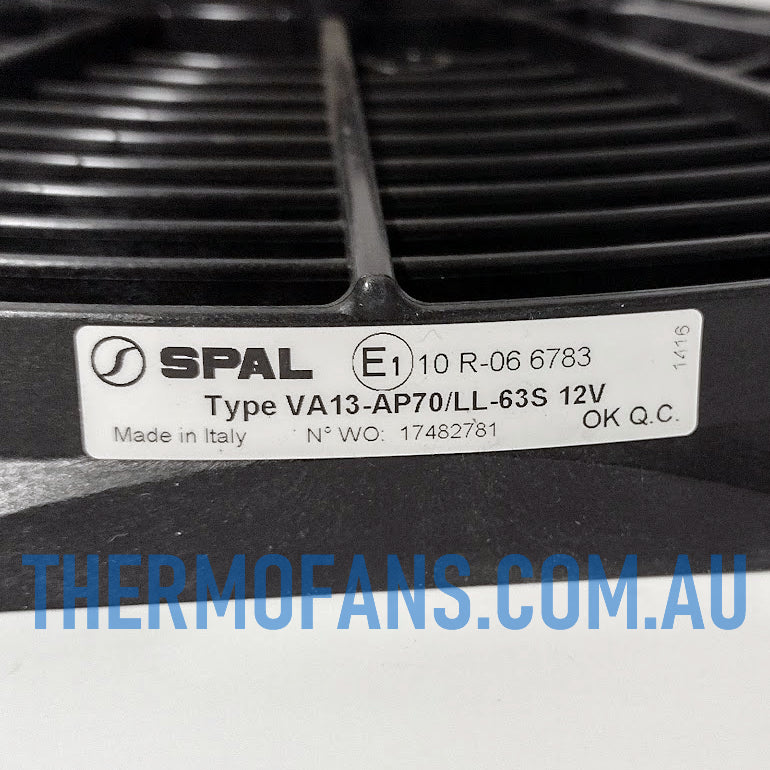 SPAL E1 10 R-06 6783
1416
Type VA13-AP70/LL-63S 12V
Made in Italy N° WO: 17482781 OK Q.C.
THERMOFANS.COM.AU